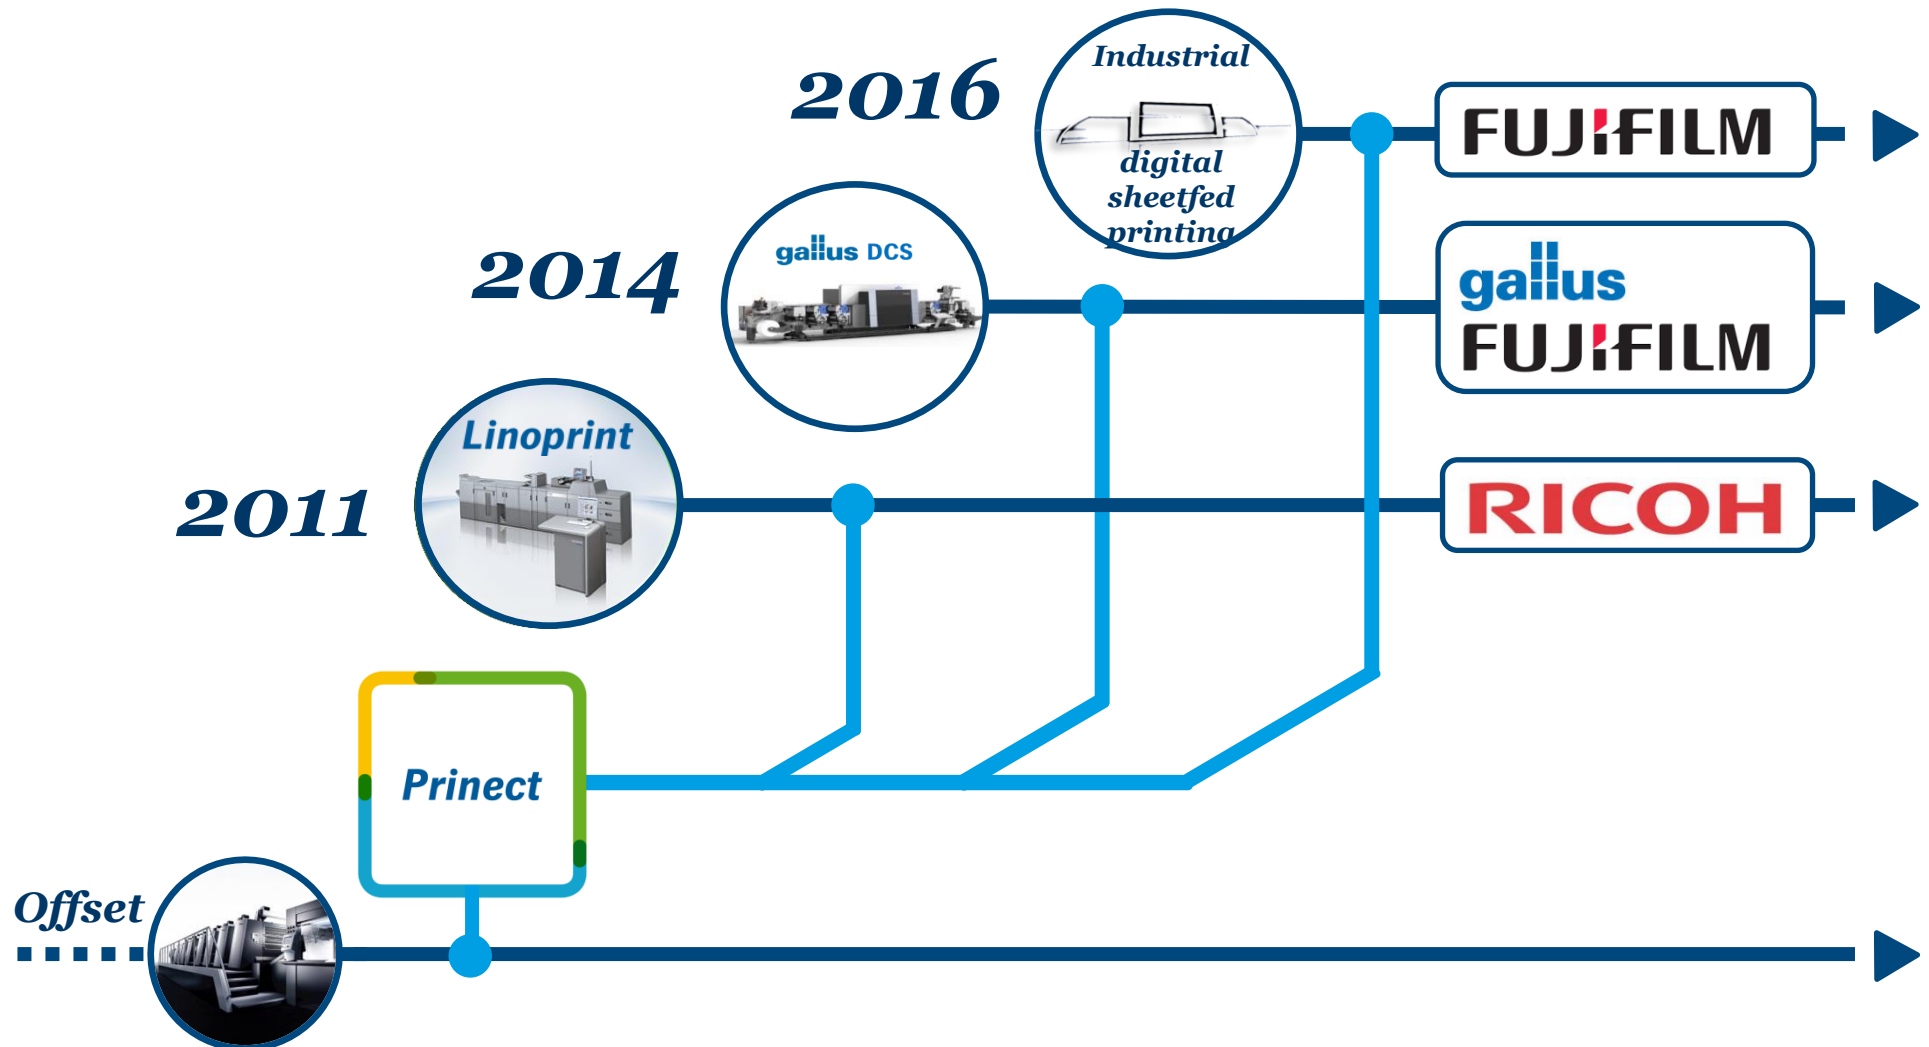 2016
Industrial
digital
sheetfed
printing
FUJIFILM
2014
gallus DCS
gallus
FUJIFILM
2011
Linoprint
RICOH
Prinect
Offset